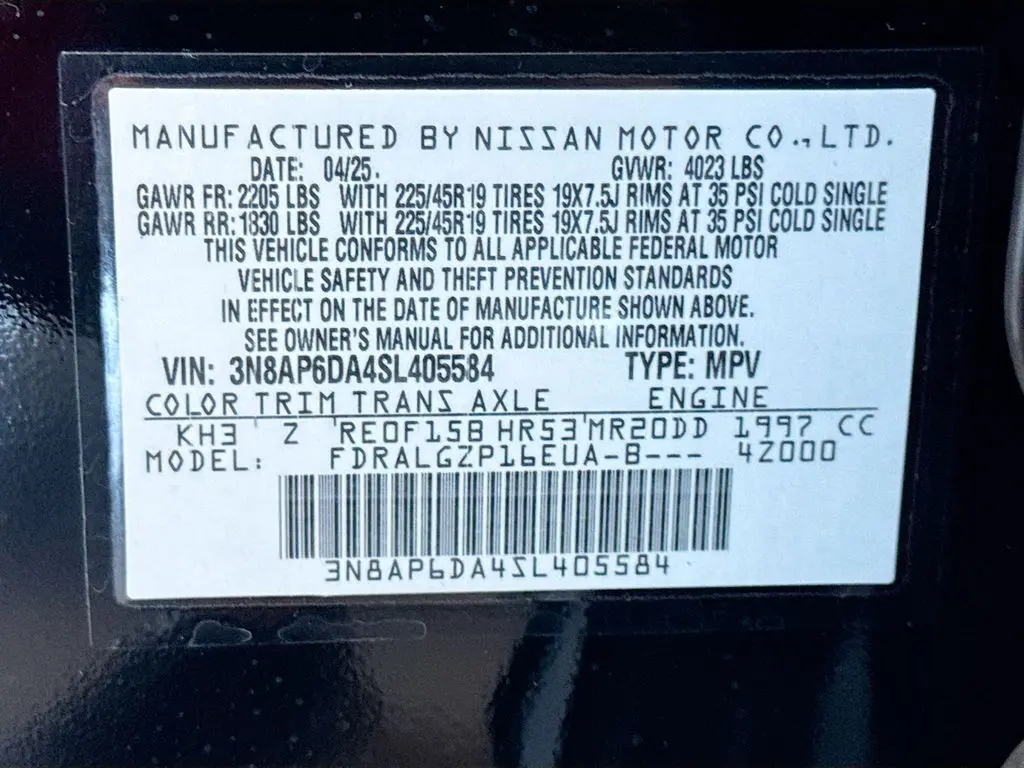 MANUFACTURED BY NISSAN MOTOR CO., LTD.
DATE: 04/25. GVWR: 4023 LBS
GAWR FR: 2205 LBS WITH 225/45R19 TIRES 19X7.5J RIMS AT 35 PSI COLD SINGLE
GAWR RR: 1830 LBS WITH 225/45R19 TIRES 19X7.5J RIMS AT 35 PSI COLD SINGLE
THIS VEHICLE CONFORMS TO ALL APPLICABLE FEDERAL MOTOR
VEHICLE SAFETY AND THEFT PREVENTION STANDARDS
IN EFFECT ON THE DATE OF MANUFACTURE SHOWN ABOVE.
SEE OWNER'S MANUAL FOR ADDITIONAL INFORMATION.
VIN: 3N8AP6DA4SL405584 TYPE: MPV
COLOR TRIM TRANS AXLE ENGINE
KH3 Z RE0F15B HR53 MR20DD 1997 CC
MODEL: FDRALGZP16EUA-B--- 42000
3N8AP6DA4SL405584